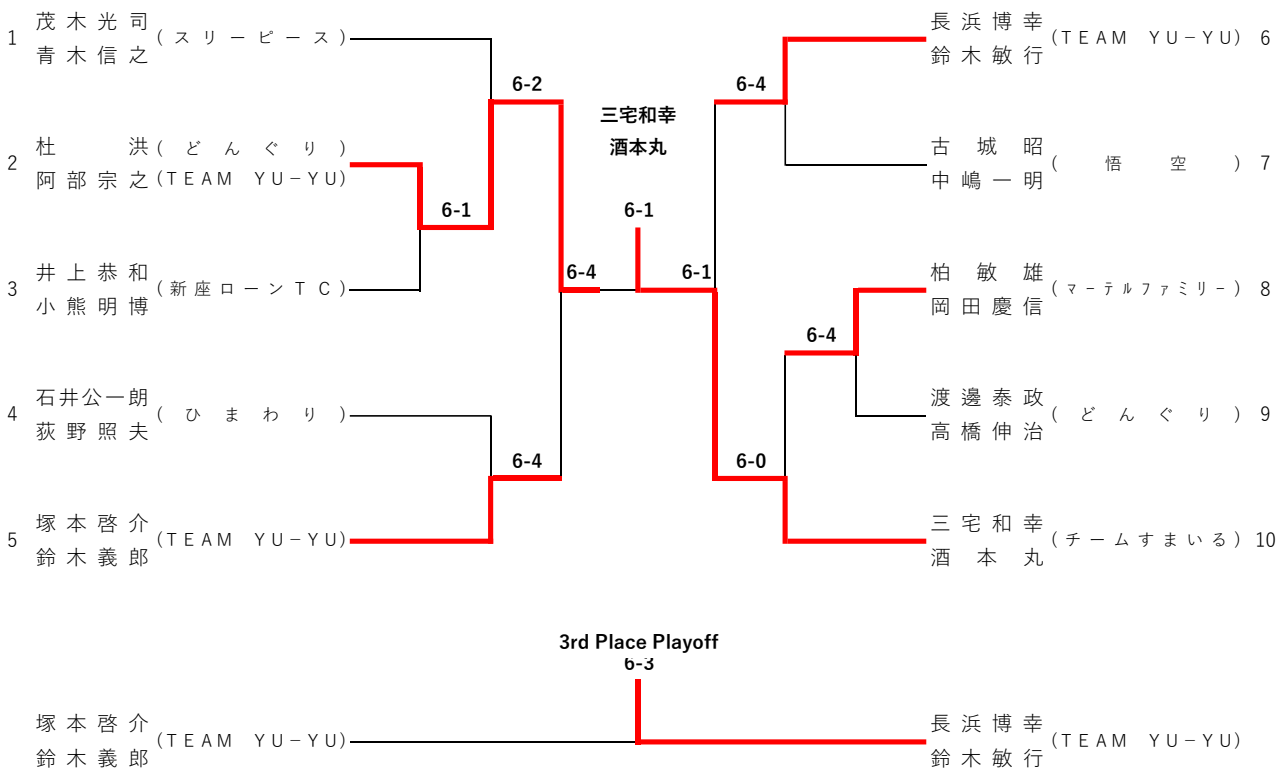 1 茂木光司 (スリーピース)
青木信之
2 杜洪 (どんぐり)
阿部宗之 (TEAM YU-YU)
3 井上恭和 (新座ローンTC)
小熊明博
4 石井公一朗 (ひまわり)
荻野照夫
5 塚本啓介 (TEAM YU-YU)
鈴木義郎
6-2
6-1
6-4
6-4
三宅和幸
酒本丸
6-1
6-4
6-1
6-4
6-0
長浜博幸 (TEAM YU-YU) 6
鈴木敏行
古城昭 (悟空) 7
中嶋一明
柏敏雄 (マーテルファミリー) 8
岡田慶信
渡邊泰政 (どんぐり) 9
高橋伸治
三宅和幸 (チームすまいる) 10
酒本丸
3rd Place Playoff
6-3
塚本啓介 (TEAM YU-YU)
鈴木義郎
長浜博幸 (TEAM YU-YU)
鈴木敏行